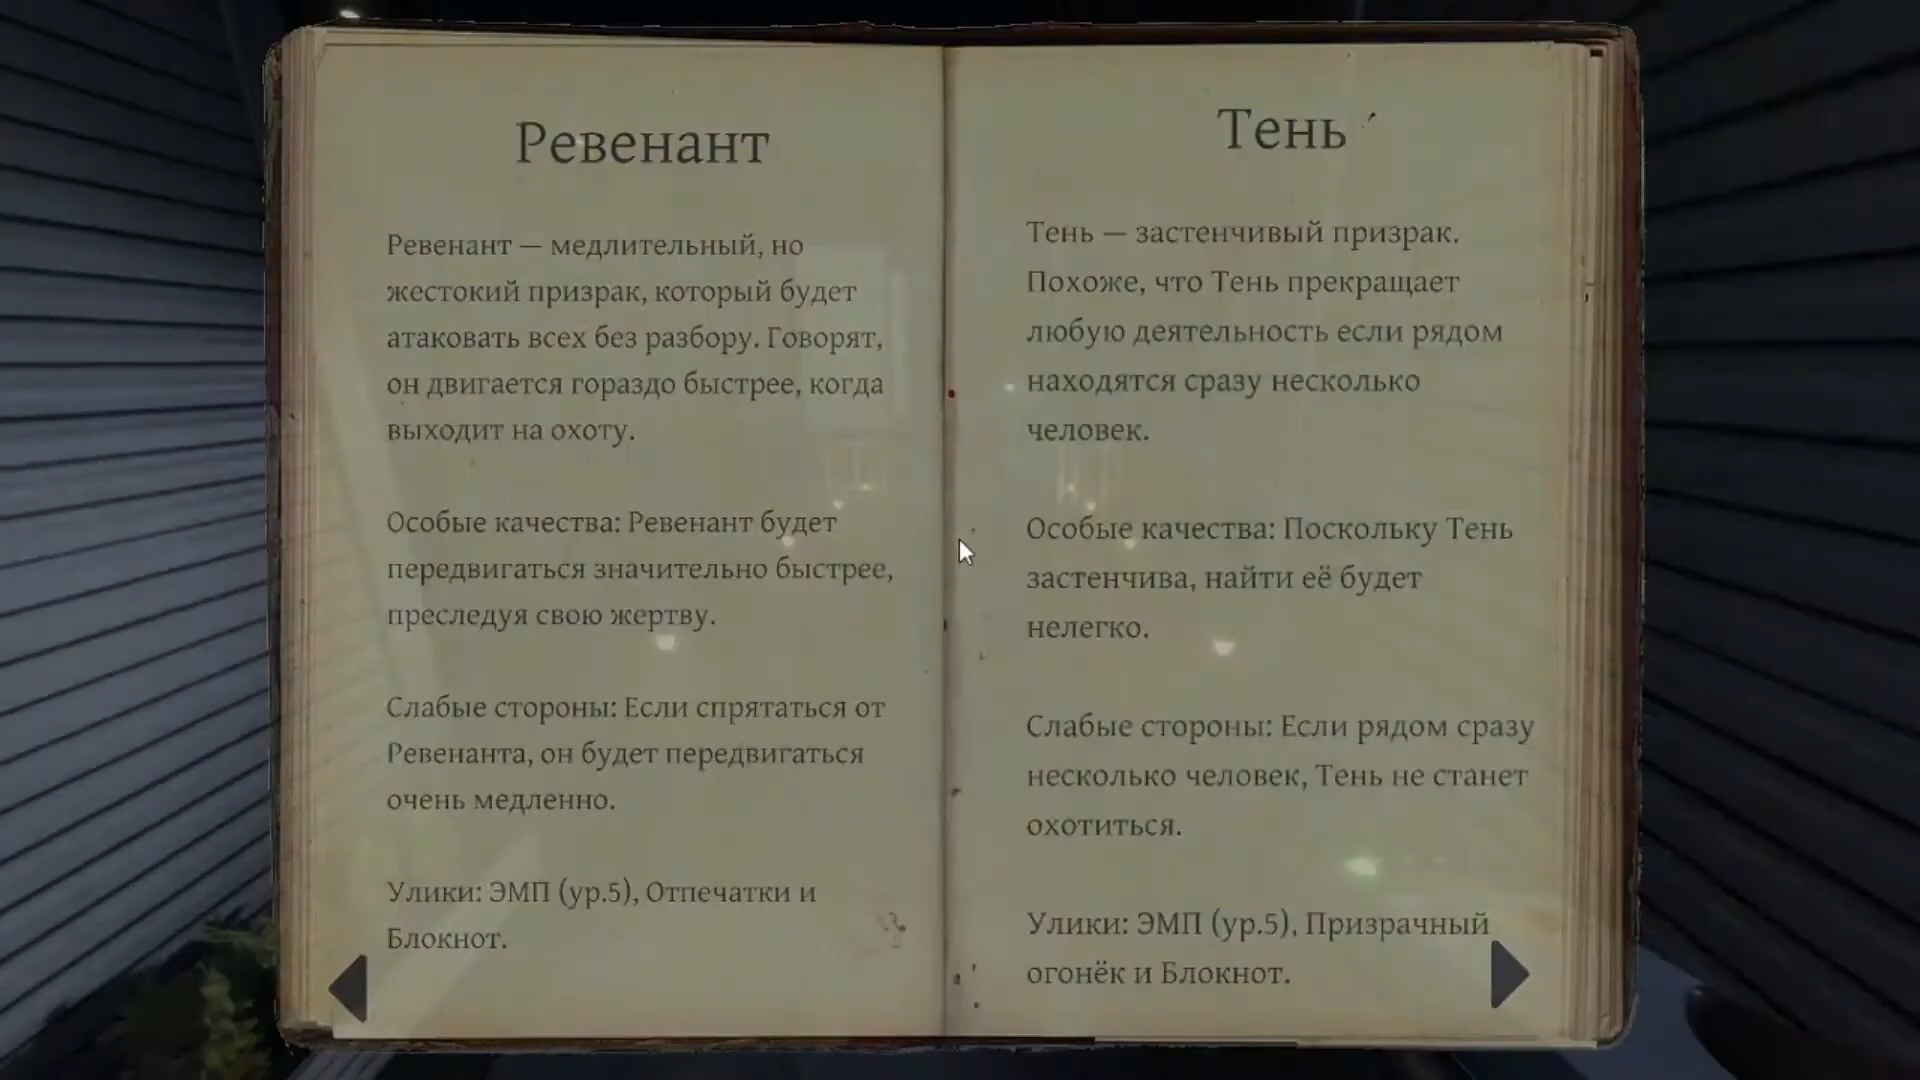 Ревенант
Ревенант — медлительный, но
жестокий призрак, который будет
атаковать всех без разбору. Говорят,
он двигается гораздо быстрее, когда
выходит на охоту.
Особые качества: Ревенант будет
передвигаться значительно быстрее,
преследуя свою жертву.
Слабые стороны: Если спрятаться от
Ревенанта, он будет передвигаться
очень медленно.
Улики: ЭМП (ур.5), Отпечатки и
Блокнот.
Тень
Тень — застенчивый призрак.
Похоже, что Тень прекращает
любую деятельность если рядом
находятся сразу несколько
человек.
Особые качества: Поскольку Тень
застенчива, найти её будет
нелегко.
Слабые стороны: Если рядом сразу
несколько человек, Тень не станет
охотиться.
Улики: ЭМП (ур.5), Призрачный
огонёк и Блокнот.